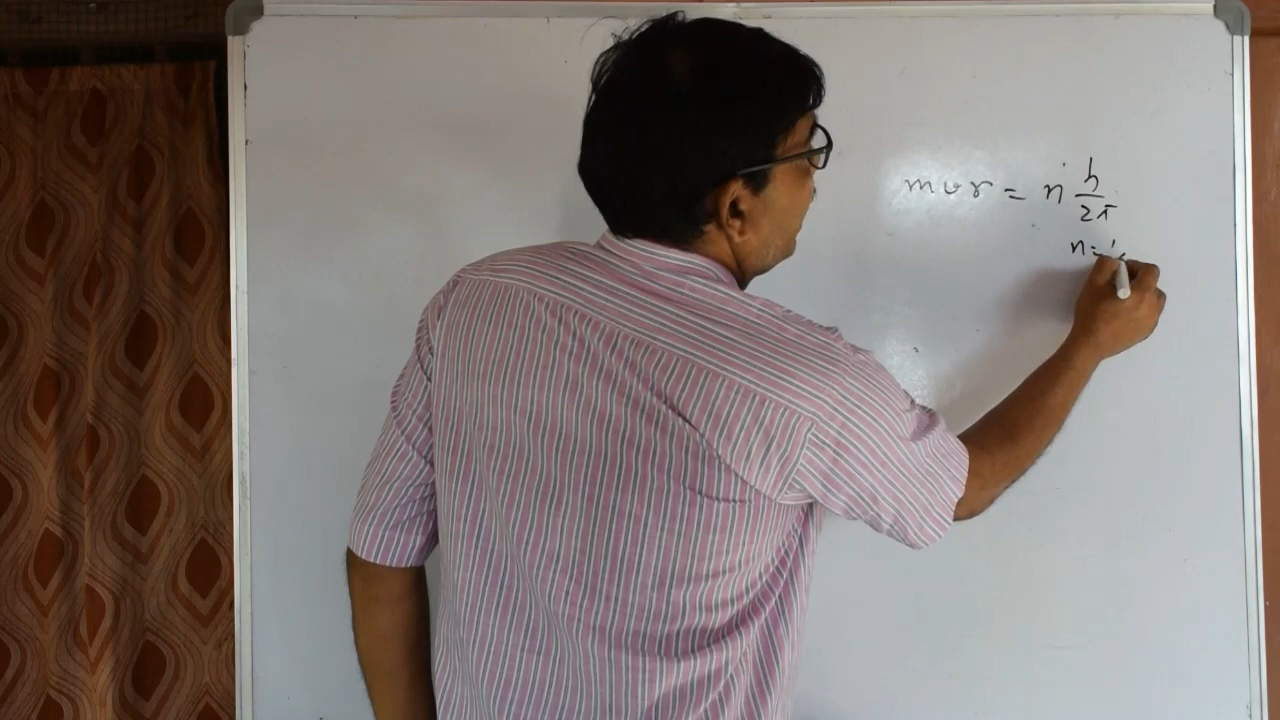 mvr = n h/2π
n = 1,